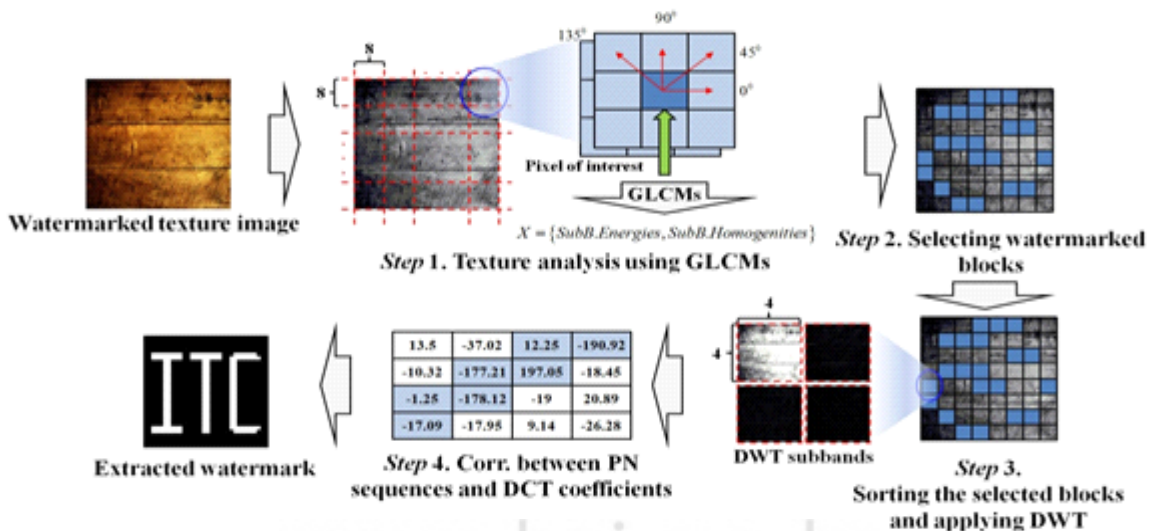 8
8
135⁰
90⁰
45⁰
0⁰
Pixel of interest
GLCMs
X = {SubB.Energies, SubB.Homogenities}
Watermarked texture image
Step 1. Texture analysis using GLCMs
Step 2. Selecting watermarked
blocks
4
4
DWT subbands
Step 3.
Sorting the selected blocks
and applying DWT
13.5 -37.02 12.25 -190.92
-10.32 -177.21 197.05 -18.45
-1.25 -178.12 -19 20.89
-17.09 -17.95 9.14 -26.28
Step 4. Corr. between PN
sequences and DCT coefficients
ITC
Extracted watermark